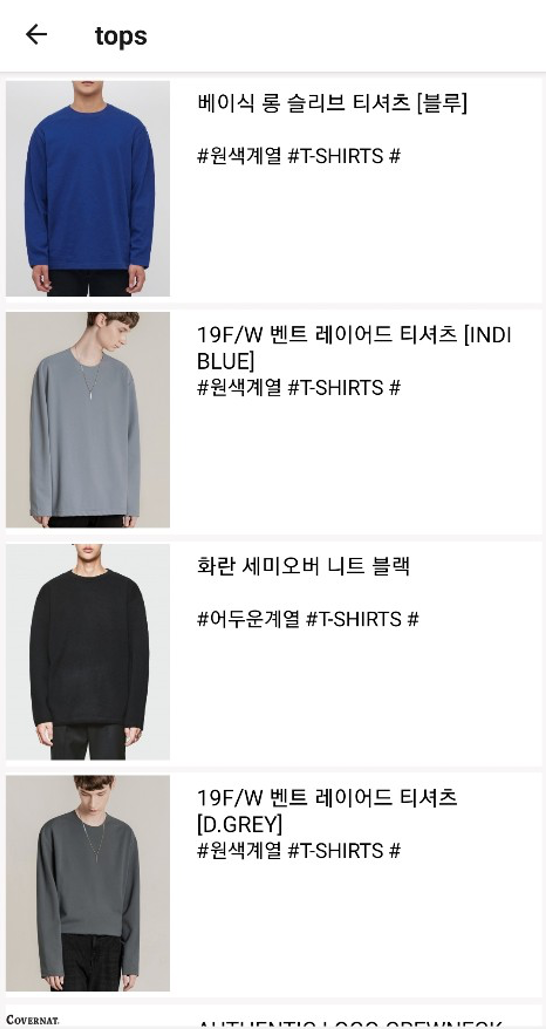 tops
베이식 롱 슬리브 티셔츠 [블루]
#원색계열 #T-SHIRTS #
19F/W 벤트 레이어드 티셔츠 [INDI
BLUE]
#원색계열 #T-SHIRTS #
화란 세미오버 니트 블랙
#어두운계열 #T-SHIRTS #
19F/W 벤트 레이어드 티셔츠
[D.GREY]
#원색계열 #T-SHIRTS #
COVERNAT.
AUTHENTIC LOGO CREWNECK